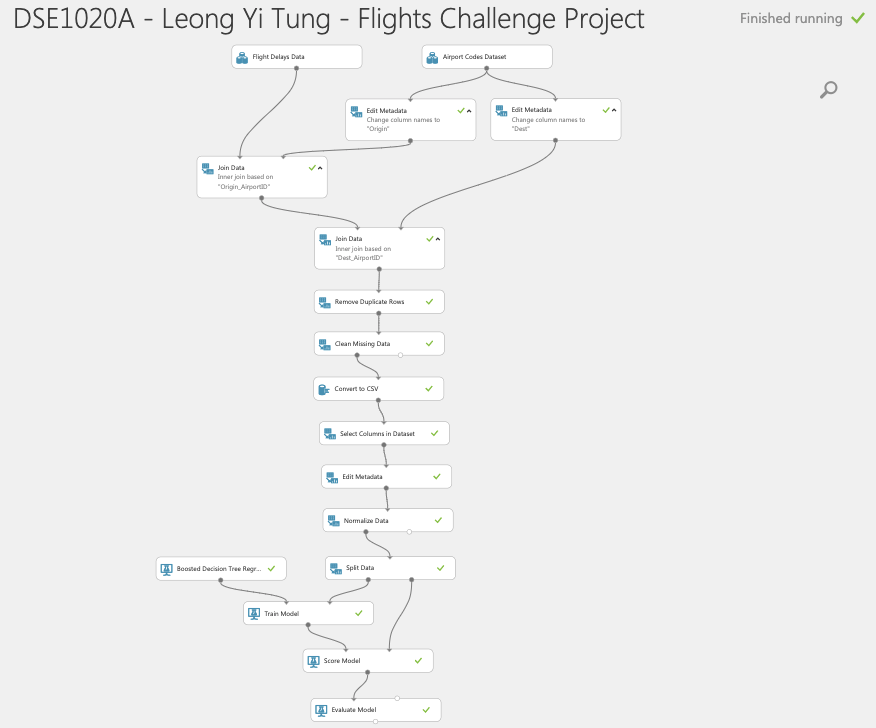 DSE1020A - Leong Yi Tung - Flights Challenge Project
Finished running
Flight Delays Data
Airport Codes Dataset
Edit Metadata
Change column names to
"Origin"
Edit Metadata
Change column names to
"Dest"
Join Data
Inner join based on
"Origin_AirportID"
Join Data
Inner join based on
"Dest_AirportID"
Remove Duplicate Rows
Clean Missing Data
Convert to CSV
Select Columns in Dataset
Edit Metadata
Normalize Data
Boosted Decision Tree Regr...
Split Data
Train Model
Score Model
Evaluate Model